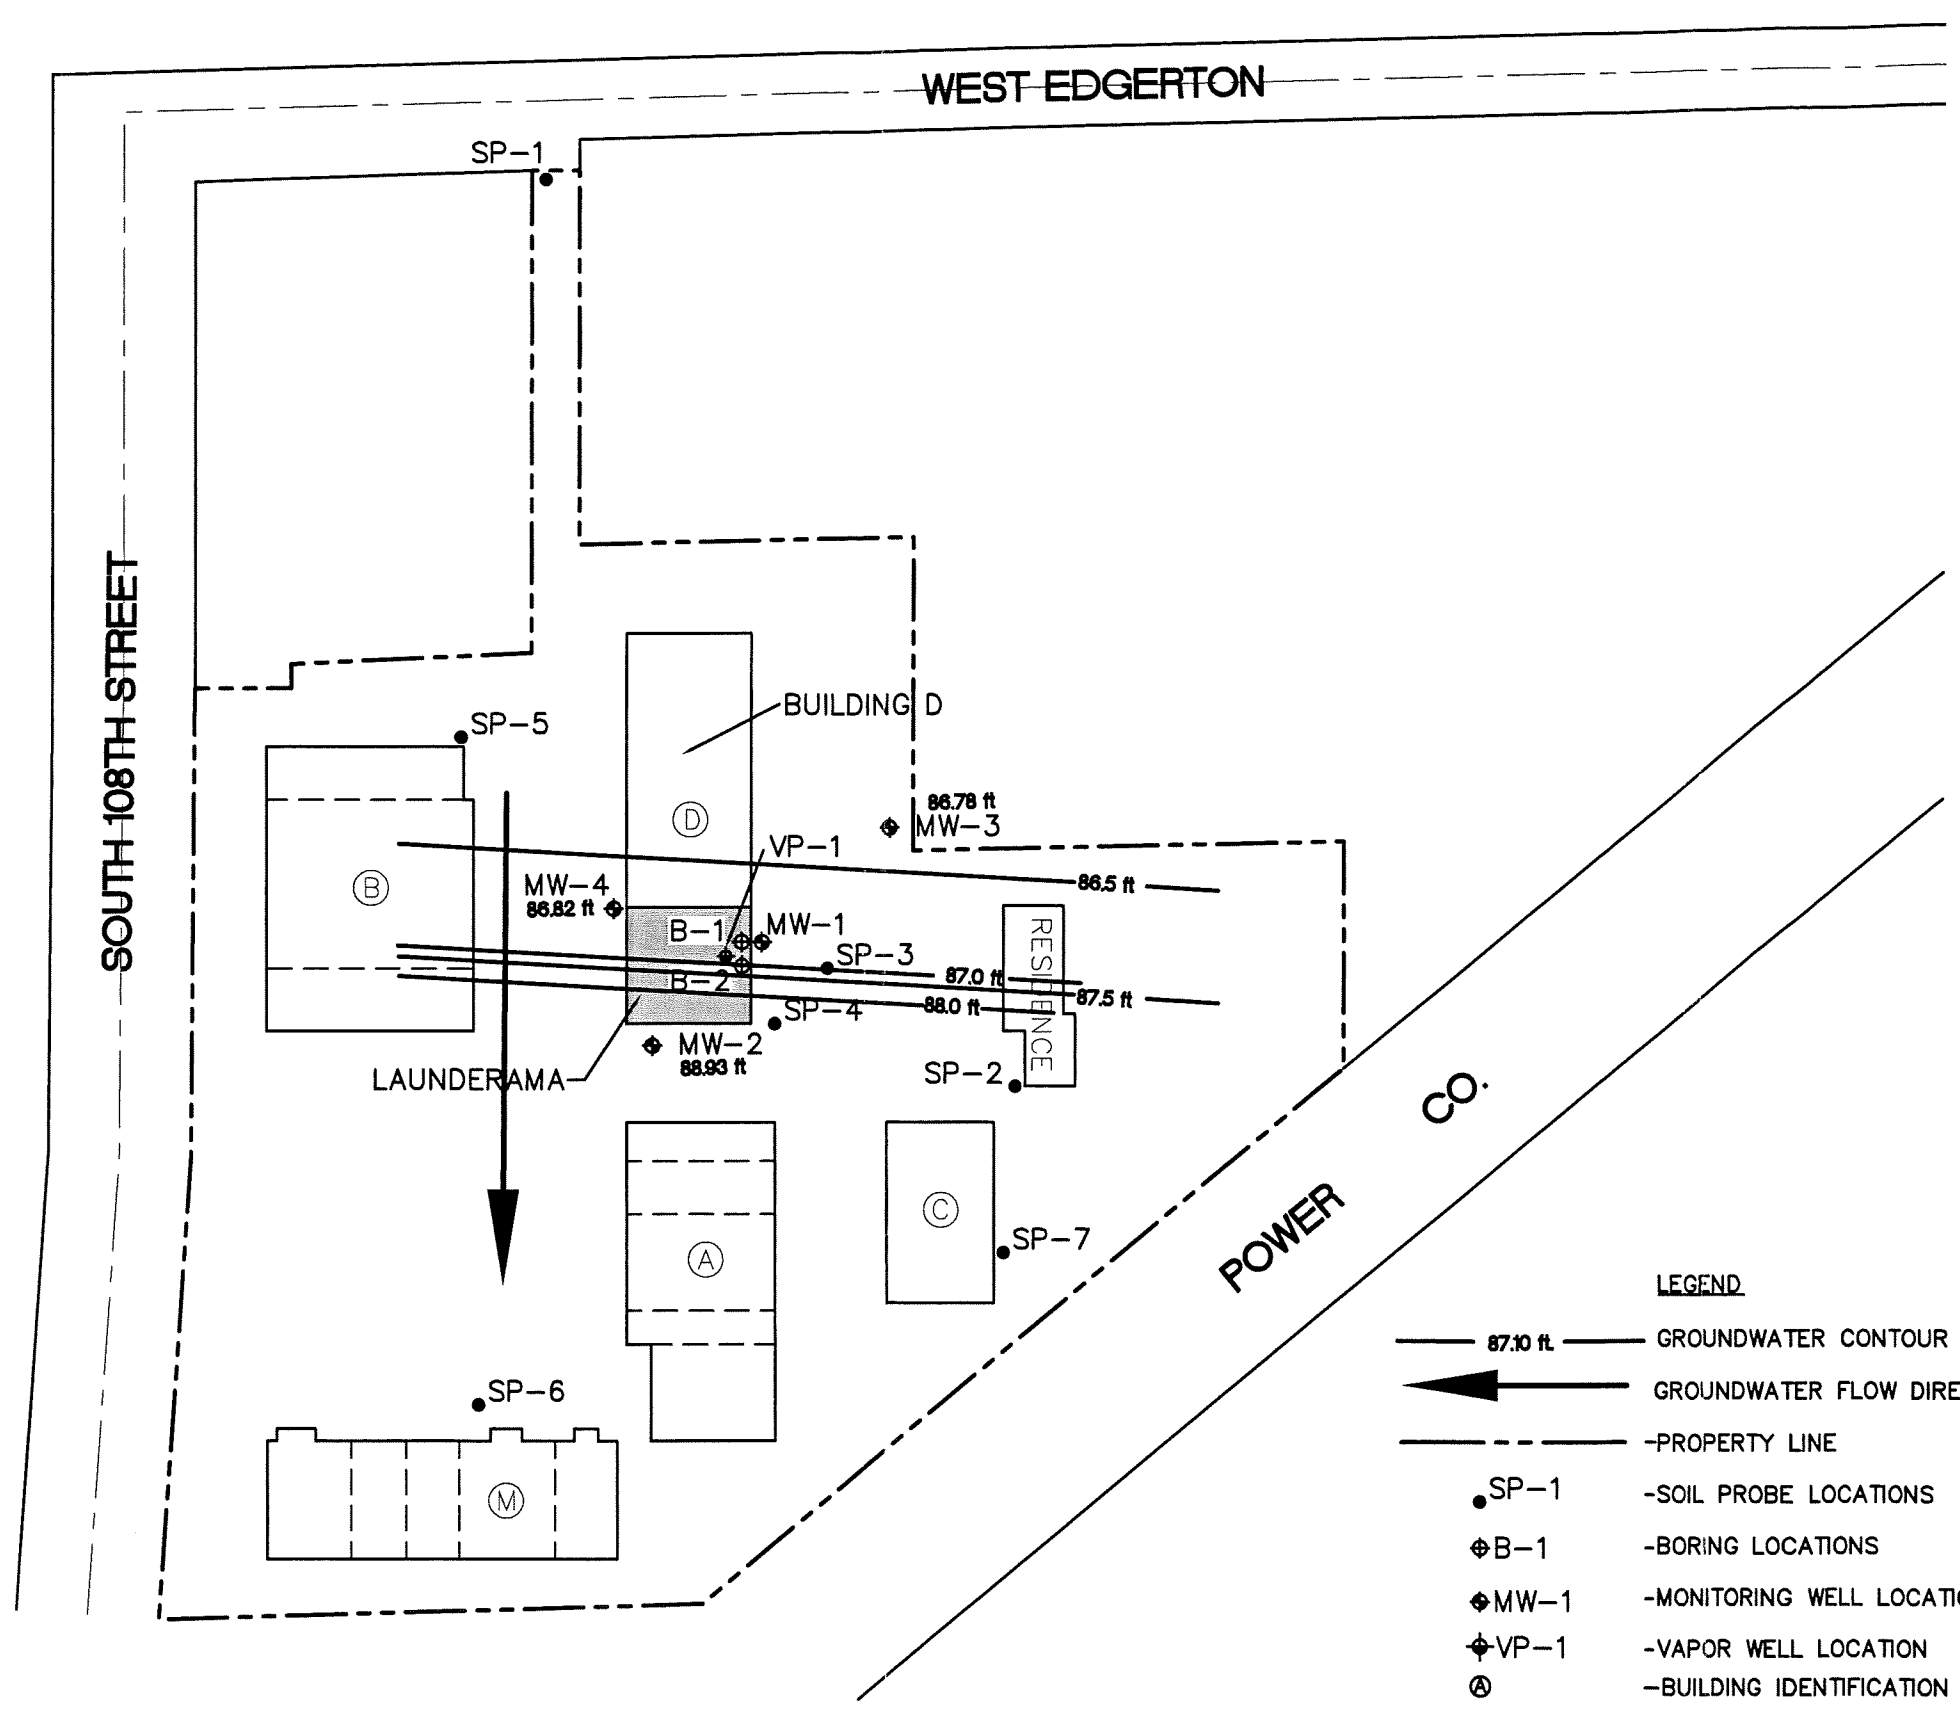 WEST EDGERTON
SP-1
SOUTH 108TH STREET
BUILDING D
SP-5
D
86.78 ft
MW-3
VP-1
B
86.5 ft
MW-4
86.82 ft
B-1
MW-1
SP-3
RESIDENCE
87.0 ft
B-2
87.5 ft
88.0 ft
SP-4
MW-2
88.93 ft
LAUNDERAMA
SP-2
CO.
POWER
C
A
SP-7
SP-6
M
LEGEND
87.10 ft.
GROUNDWATER CONTOUR
GROUNDWATER FLOW DIRE
-PROPERTY LINE
SP-1
-SOIL PROBE LOCATIONS
B-1
-BORING LOCATIONS
MW-1
-MONITORING WELL LOCATIO
VP-1
-VAPOR WELL LOCATION
A
-BUILDING IDENTIFICATION